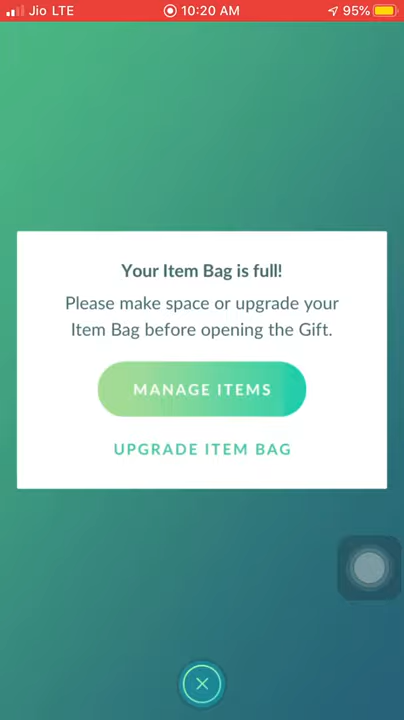 Jio LTE 10:20 AM 95%
Your Item Bag is full!
Please make space or upgrade your
Item Bag before opening the Gift.
MANAGE ITEMS
UPGRADE ITEM BAG